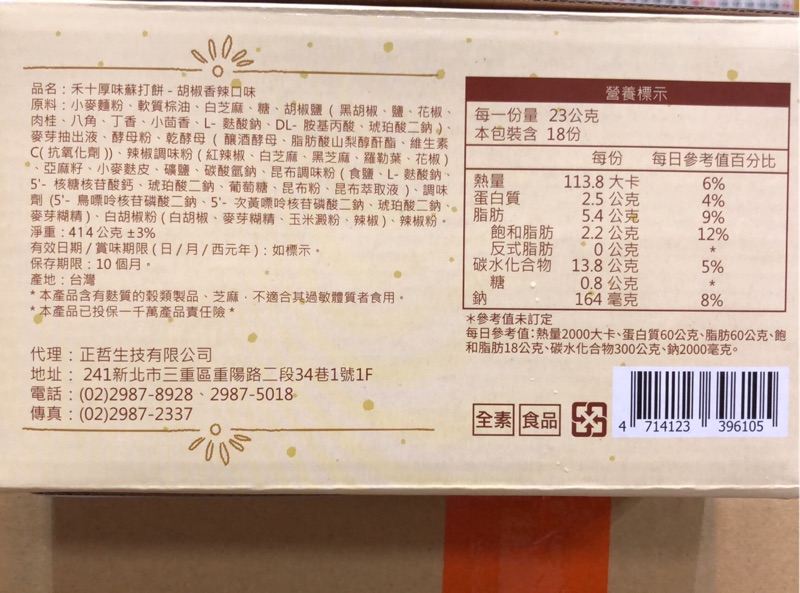 品名：禾十厚味蘇打餅 - 胡椒香辣口味
原料：小麥麵粉、軟質棕油、白芝麻、糖、胡椒鹽（黑胡椒、鹽、花椒、
肉桂、八角、丁香、小茴香、L- 麩酸鈉、DL- 胺基丙酸、琥珀酸二鈉）、
麥芽抽出液、酵母粉、乾酵母（釀酒酵母、脂肪酸山梨醇酐酯、維生素
C( 抗氧化劑 ))、辣椒調味粉（紅辣椒、白芝麻、黑芝麻、羅勒葉、花椒）
、亞麻籽、小麥麩皮、礦鹽、碳酸氫鈉、昆布調味粉（食鹽、L- 麩酸鈉、
5'- 核糖核苷酸鈣、琥珀酸二鈉、葡萄糖、昆布粉、昆布萃取液）、調味
劑 (5'- 鳥嘌呤核苷磷酸二鈉、5'- 次黃嘌呤核苷磷酸二鈉、琥珀酸二鈉、
麥芽糊精）、白胡椒粉（白胡椒、麥芽糊精、玉米澱粉、辣椒）、辣椒粉。
淨重：414 公克 ±3%
有效日期 / 賞味期限（日 / 月 / 西元年）: 如標示。
保存期限：10 個月。
產地：台灣
* 本產品含有麩質的穀類製品、芝麻，不適合其過敏體質者食用。
* 本產品已投保一千萬產品責任險 *
代理：正哲生技有限公司
地址： 241新北市三重區重陽路二段34巷1號1F
電話：(02)2987-8928、2987-5018
傳真：(02)2987-2337
營養標示
每一份量 23公克
本包裝含 18份
每份 每日參考值百分比
熱量 113.8 大卡 6%
蛋白質 2.5 公克 4%
脂肪 5.4 公克 9%
飽和脂肪 2.2 公克 12%
反式脂肪 0 公克 *
碳水化合物 13.8 公克 5%
糖 0.8 公克 *
鈉 164 毫克 8%
＊參考值未訂定
每日參考值：熱量2000大卡、蛋白質60公克、脂肪60公克、飽
和脂肪18公克、碳水化合物300公克、鈉2000毫克。
全素 食品
4 714123 396105